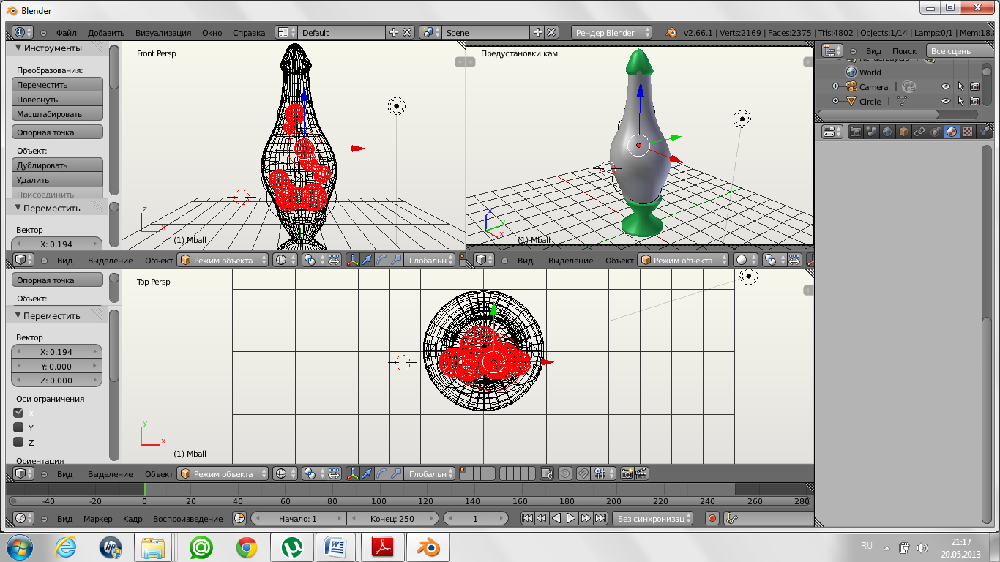 Blender
Файл Добавить Визуализация Окно Справка Default Scene Рендер Blender v2.66.1 | Verts:2169 | Faces:2375 | Tris:4802 | Objects:1/14 | Lamps:0/1 | Mem:18.
Инструменты
Преобразования:
Переместить
Повернуть
Масштабировать
Опорная точка
Объект:
Дублировать
Удалить
Присоединить
Переместить
Вектор
X: 0.194
Front Persp
z
x
(1) Mball
Предустановки кам
z
y
x
(1) Mball
Вид Поиск Все сцены
World
Camera
Circle
Вид Выделение Объект Режим объекта Глобальн
Вид Выделение Объект Режим объекта
Опорная точка
Объект:
Переместить
Вектор
X: 0.194
Y: 0.000
Z: 0.000
Оси ограничения
X
Y
Z
Ориентация
Top Persp
y
x
(1) Mball
Вид Выделение Объект Режим объекта Глобальн
-40 -20 0 20 40 60 80 100 120 140 160 180 200 220 240 260 280
Вид Маркер Кадр Воспроизведение Начало: 1 Конец: 250 1 Без синхронизац
RU
21:17
20.05.2013